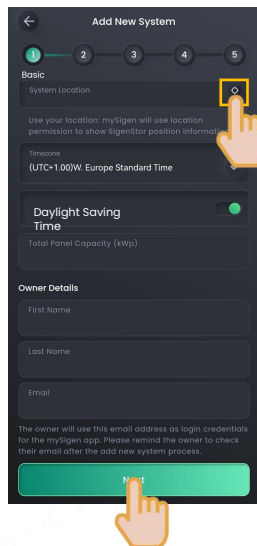 Add New System
1 2 3 4 5
Basic
System Location
Use your location: mySigen will use location
permission to show SigenStor position information
Timezone
(UTC+1.00)W. Europe Standard Time
Daylight Saving
Time
Total Panel Capacity (kWp)
Owner Details
First Name
Last Name
Email
The owner will use this email address as login credentials
for the mySigen app. Please remind the owner to check
their email after the add new system process.
Next